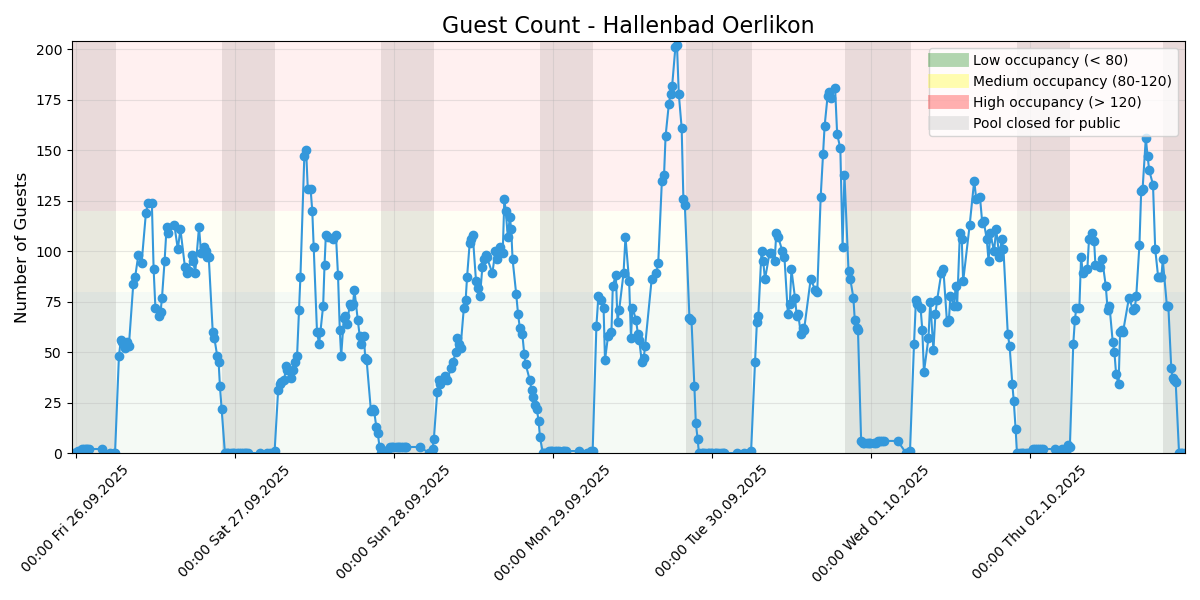 Guest Count - Hallenbad Oerlikon
Number of Guests
200
175
150
125
100
75
50
25
0
Low occupancy (< 80)
Medium occupancy (80-120)
High occupancy (> 120)
Pool closed for public
00:00 Fri 26.09.2025
00:00 Sat 27.09.2025
00:00 Sun 28.09.2025
00:00 Mon 29.09.2025
00:00 Tue 30.09.2025
00:00 Wed 01.10.2025
00:00 Thu 02.10.2025